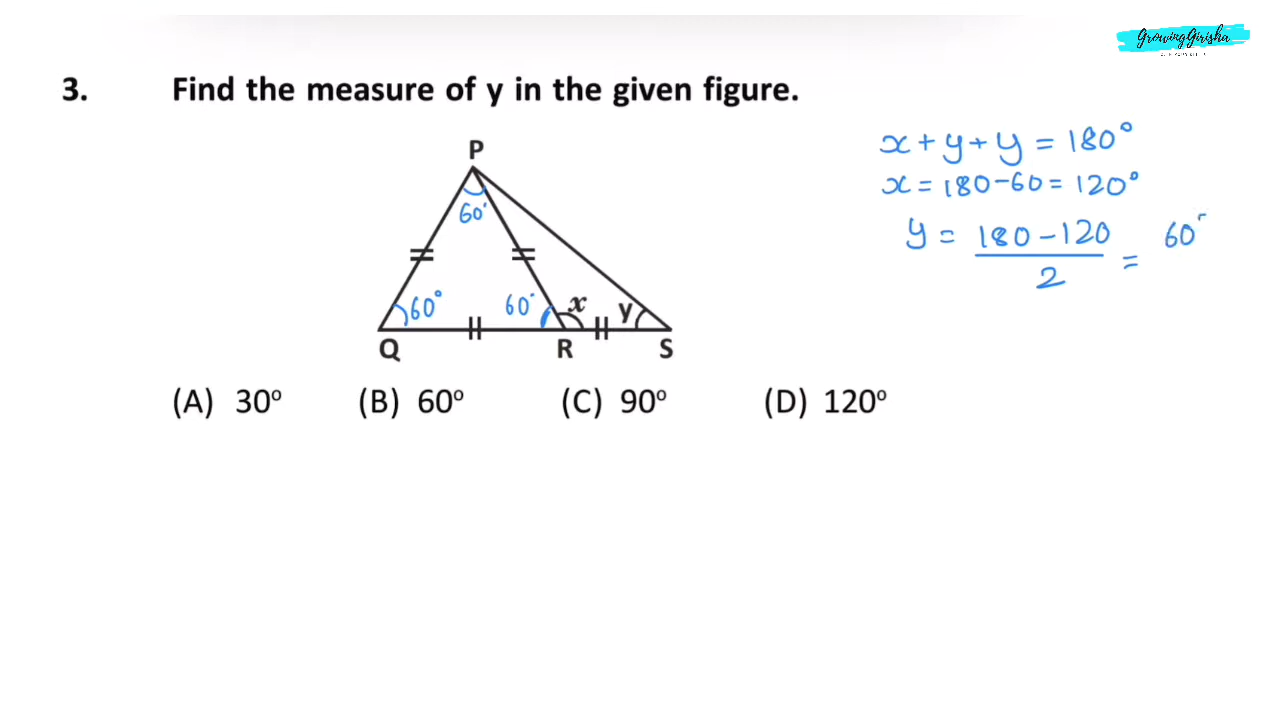 GrowingGirisha
3. Find the measure of y in the given figure.
P
60°
60° 60° x y
Q R S
x + y + y = 180°
x = 180 - 60 = 120°
y = 180 - 120 = 60°
2
(A) 30° (B) 60° (C) 90° (D) 120°